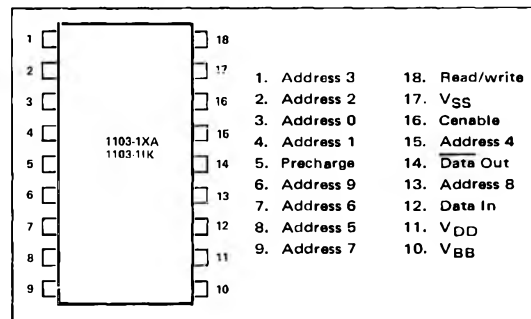 1 18
2 17
3 16
4 15
5 14
6 13
7 12
8 11
9 10
1103-1XA
1103-1IK
1. Address 3 18. Read/write
2. Address 2 17. VSS
3. Address 0 16. Cenable
4. Address 1 15. Address 4
5. Precharge 14. Data Out
6. Address 9 13. Address 8
7. Address 6 12. Data In
8. Address 5 11. VDD
9. Address 7 10. VBB